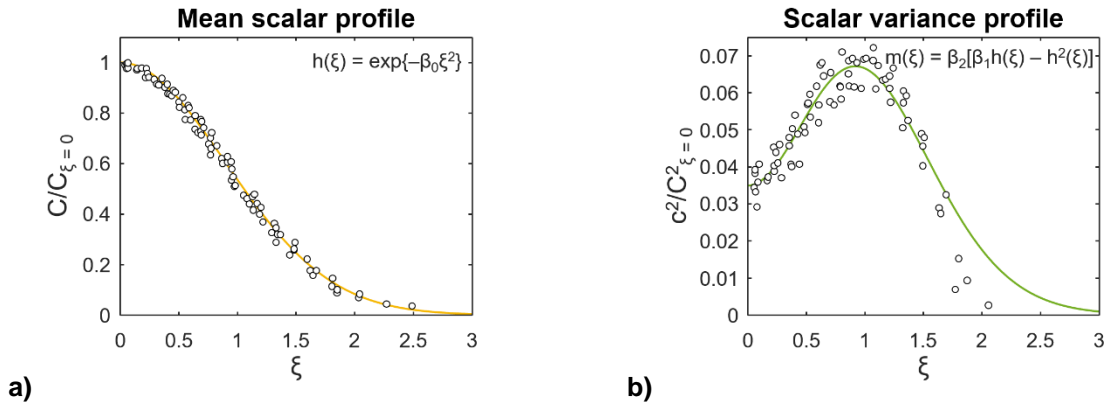 Mean scalar profile
h(ξ) = exp{−β₀ξ²}
1
0.8
0.6
0.4
0.2
0
C/C_ξ = 0
0 0.5 1 1.5 2 2.5 3
ξ
a)
Scalar variance profile
m(ξ) = β₂[β₁h(ξ) − h²(ξ)]
0.07
0.06
0.05
0.04
0.03
0.02
0.01
0
c²/C²_ξ = 0
0 0.5 1 1.5 2 2.5 3
ξ
b)